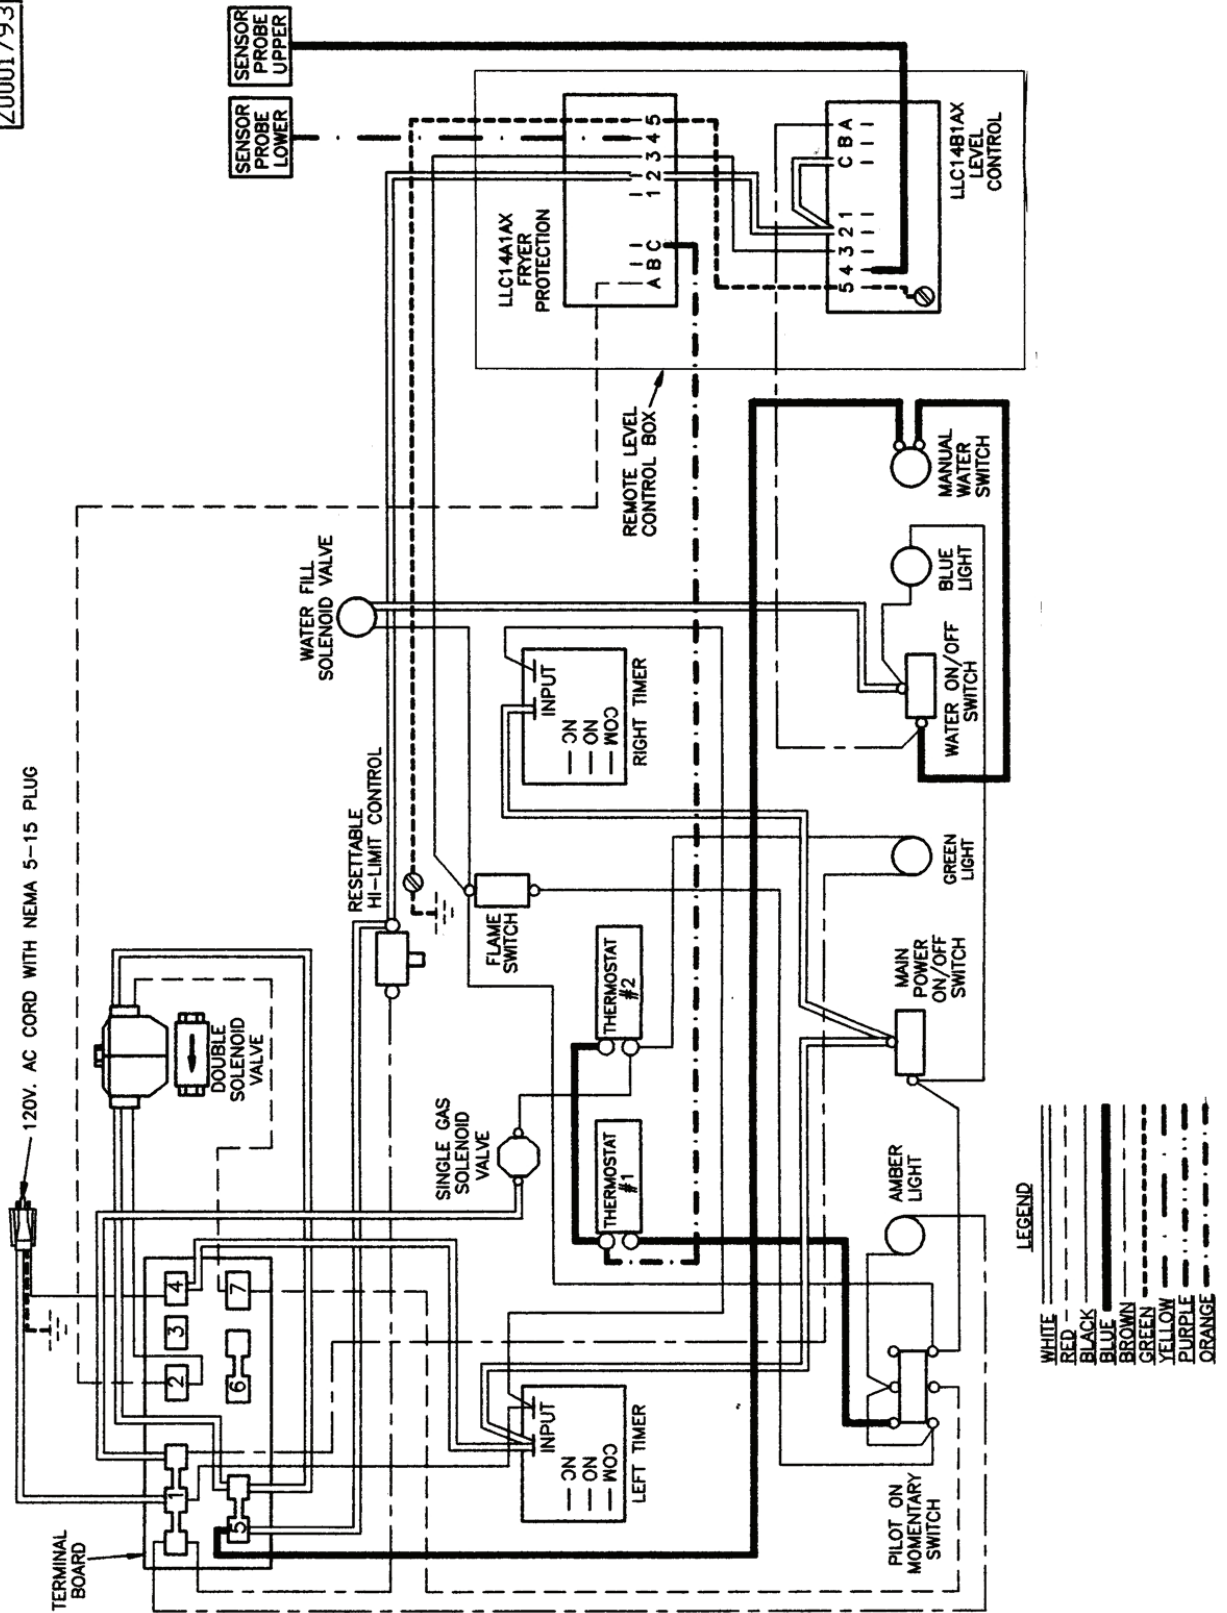 Z0001793
SENSOR
PROBE
UPPER
SENSOR
PROBE
LOWER
LLC14A1AX
FRYER
PROTECTION
A B C 1 2 3 4 5
LLC14B1AX
LEVEL
CONTROL
5 4 3 2 1 C B A
REMOTE LEVEL
CONTROL BOX
MANUAL
WATER
SWITCH
BLUE
LIGHT
WATER ON/OFF
SWITCH
WATER FILL
SOLENOID VALVE
INPUT
NC
NO
COM
RIGHT TIMER
120V. AC CORD WITH NEMA 5-15 PLUG
RESETTABLE
HI-LIMIT CONTROL
FLAME
SWITCH
GREEN
LIGHT
MAIN
POWER
ON/OFF
SWITCH
THERMOSTAT
#2
THERMOSTAT
#1
DOUBLE
SOLENOID
VALVE
SINGLE GAS
SOLENOID
VALVE
AMBER
LIGHT
TERMINAL
BOARD
1
2
3
4
5
6
7
INPUT
NC
NO
COM
LEFT TIMER
PILOT ON
MOMENTARY
SWITCH
LEGEND
WHITE
RED
BLACK
BLUE
BROWN
GREEN
YELLOW
PURPLE
ORANGE